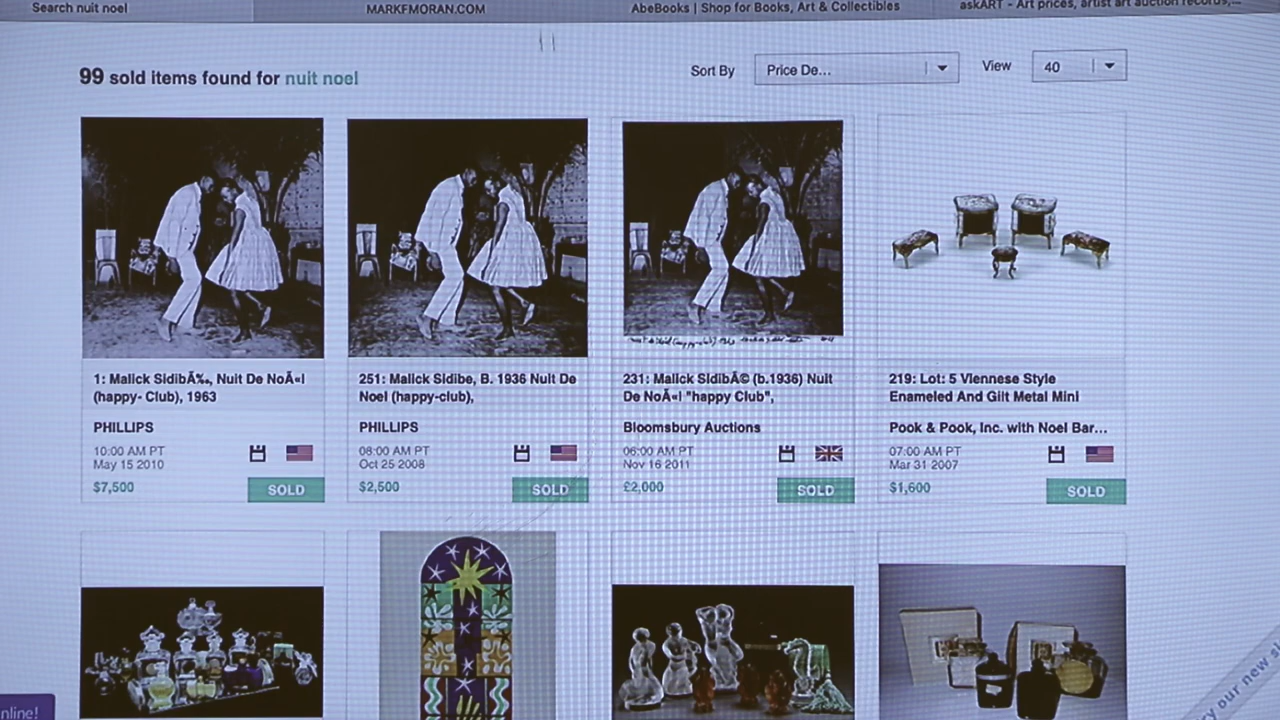 Search nuit noel
MARKFMORAN.COM
AbeBooks | Shop for Books, Art & Collectibles
askART - Art prices, artist art auction records,...
99 sold items found for nuit noel
Sort By
Price De...
View
40
1: Malick SidibÃ‰, Nuit De NoÃ«l
(happy- Club), 1963
PHILLIPS
10:00 AM PT
May 15 2010
$7,500
SOLD
251: Malick Sidibe, B. 1936 Nuit De
Noel (happy-club),
PHILLIPS
08:00 AM PT
Oct 25 2008
$2,500
SOLD
231: Malick SidibÃ© (b.1936) Nuit
De NoÃ«l "happy Club",
Bloomsbury Auctions
06:00 AM PT
Nov 16 2011
£2,000
SOLD
219: Lot: 5 Viennese Style
Enameled And Gilt Metal Mini
Pook & Pook, Inc. with Noel Bar...
07:00 AM PT
Mar 31 2007
$1,600
SOLD
nline!
y our new si